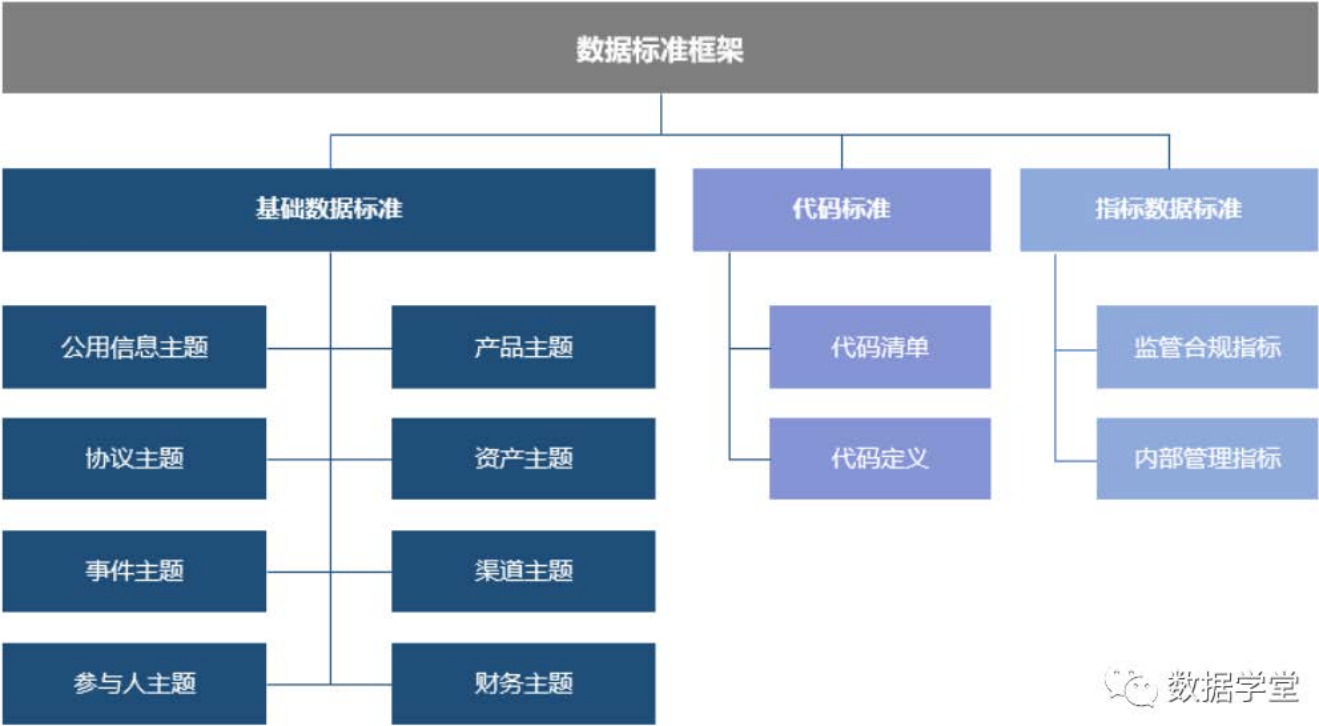 数据标准框架
基础数据标准
代码标准
指标数据标准
公用信息主题
产品主题
代码清单
监管合规指标
协议主题
资产主题
代码定义
内部管理指标
事件主题
渠道主题
参与人主题
财务主题
数据学堂